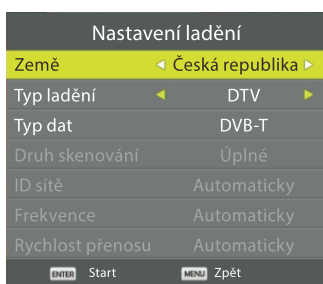 Nastavení ladění
Země Česká republika
Typ ladění DTV
Typ dat DVB-T
Druh skenování Úplné
ID sítě Automaticky
Frekvence Automaticky
Rychlost přenosu Automaticky
ENTER Start MENU Zpět